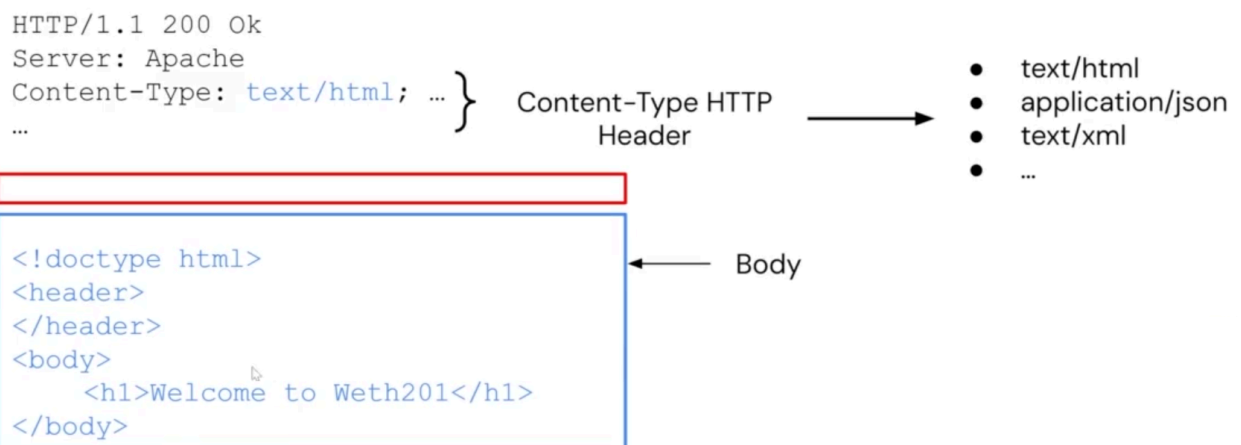 HTTP/1.1 200 Ok
Server: Apache
Content-Type: text/html; …
…
Content-Type HTTP
Header
● text/html
● application/json
● text/xml
● …
<!doctype html>
<header>
</header>
<body>
<h1>Welcome to Weth201</h1>
</body>
Body